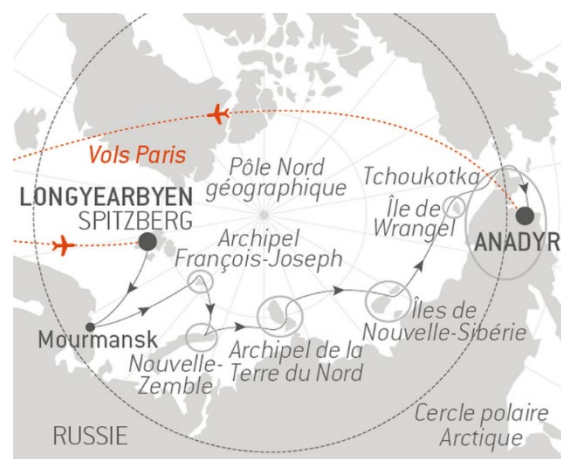 Vols Paris
Pôle Nord
géographique
Tchoukotka
LONGYEARBYEN
SPITZBERG
Île de
Wrangel
ANADYR
Archipel
François-Joseph
Mourmansk
Nouvelle-
Zemble
Archipel de la
Terre du Nord
Îles de
Nouvelle-Sibérie
RUSSIE
Cercle polaire
Arctique